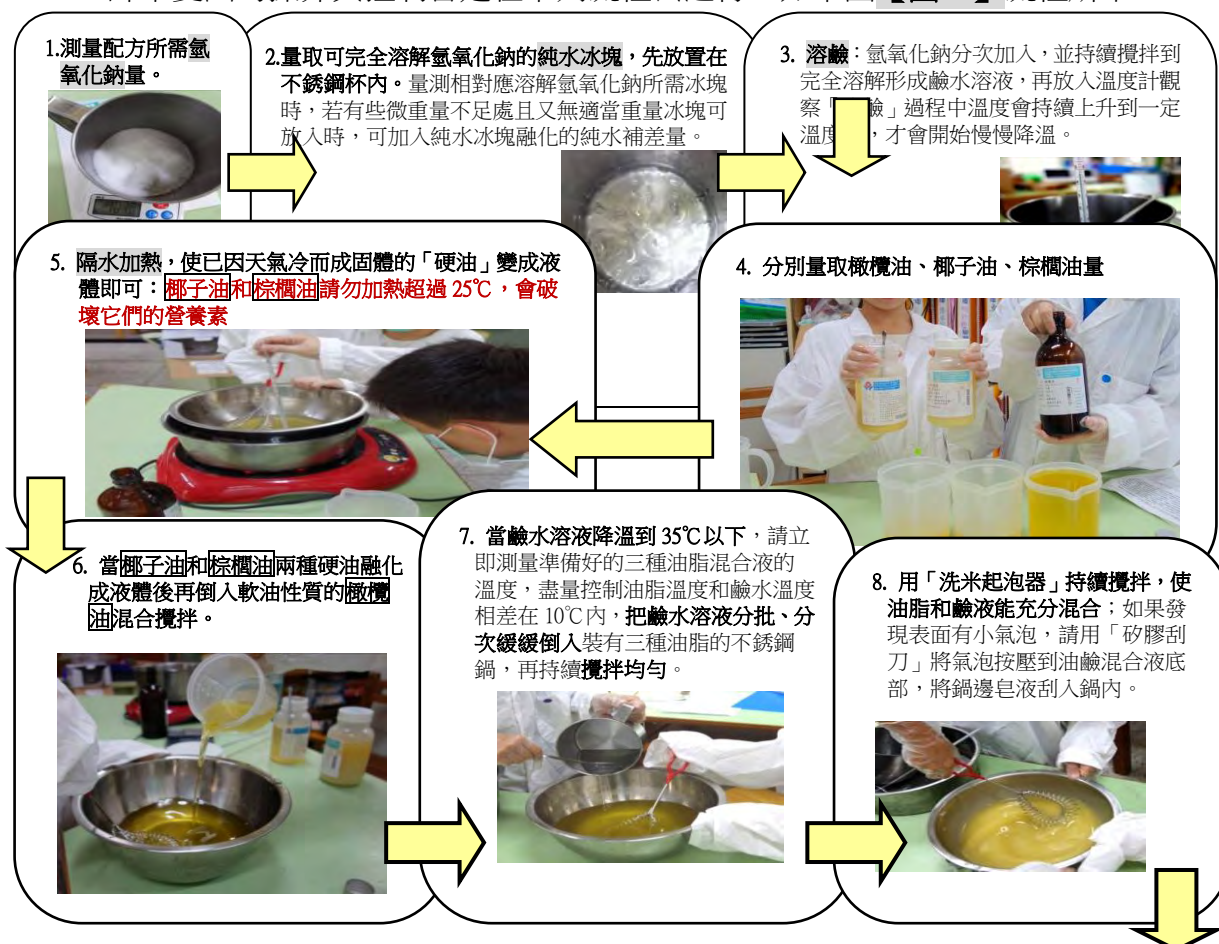 1.測量配方所需氫
氧化鈉量。
2.量取可完全溶解氫氧化鈉的純水冰塊,先放置在
不銹鋼杯內。量測相對應溶解氫氧化鈉所需冰塊
時,若有些微重量不足處且又無適當重量冰塊可
放入時,可加入純水冰塊融化的純水補差量。
3. 溶鹼:氫氧化鈉分次加入,並持續攪拌到
完全溶解形成鹼水溶液,再放入溫度計觀
察「鹼」過程中溫度會持續上升到一定
溫度,才會開始慢慢降溫。
5. 隔水加熱,使已因天氣冷而成固體的「硬油」變成液
體即可:椰子油和棕櫚油請勿加熱超過 25℃,會破
壞它們的營養素
4. 分別量取橄欖油、椰子油、棕櫚油量
6. 當椰子油和棕櫚油兩種硬油融化
成液體後再倒入軟油性質的橄欖
油混合攪拌。
7. 當鹼水溶液降溫到 35℃以下,請立
即測量準備好的三種油脂混合液的
溫度,盡量控制油脂溫度和鹼水溫度
相差在 10℃內,把鹼水溶液分批、分
次緩緩倒入裝有三種油脂的不銹鋼
鍋,再持續攪拌均勻。
8. 用「洗米起泡器」持續攪拌,使
油脂和鹼液能充分混合;如果發
現表面有小氣泡,請用「矽膠刮
刀」將氣泡按壓到油鹼混合液底
部,將鍋邊皂液刮入鍋內。